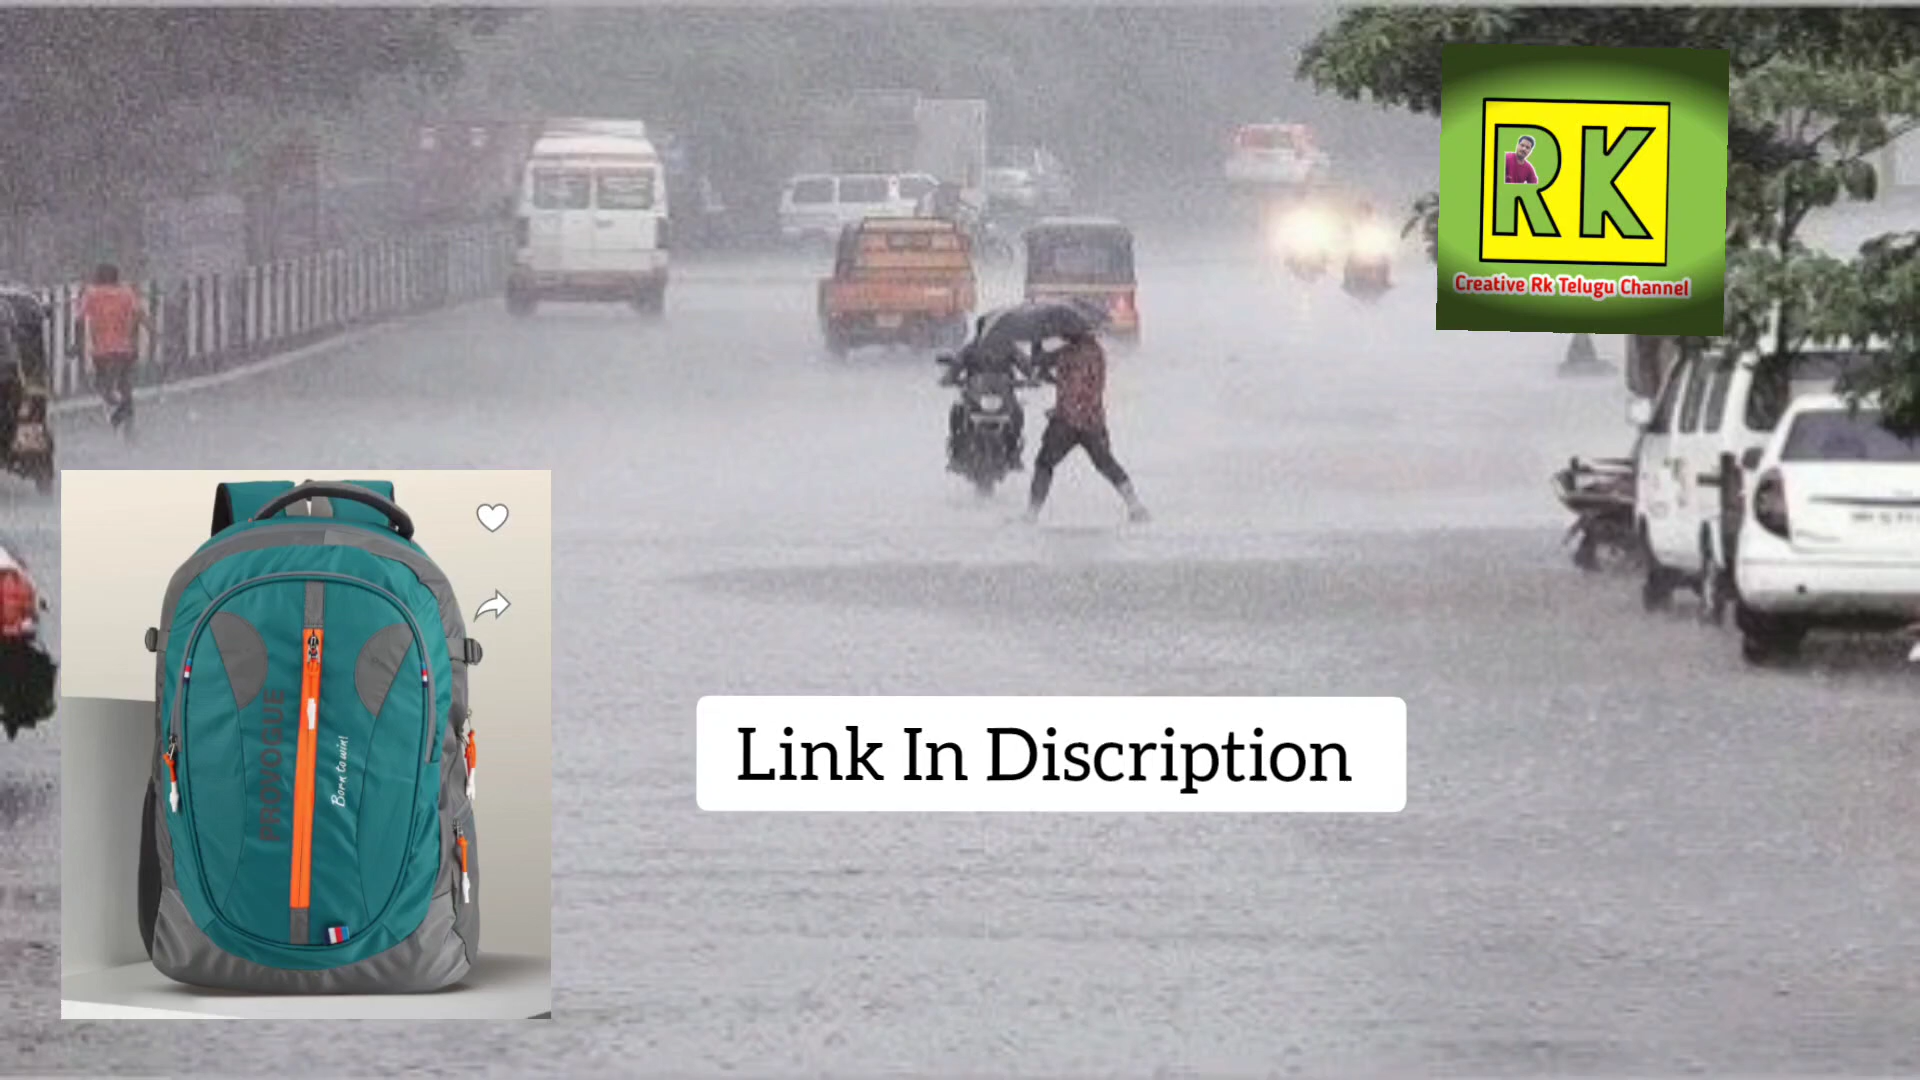 RK
Creative Rk Telugu Channel
PROVOGUE
Born to win!
Link In Discription